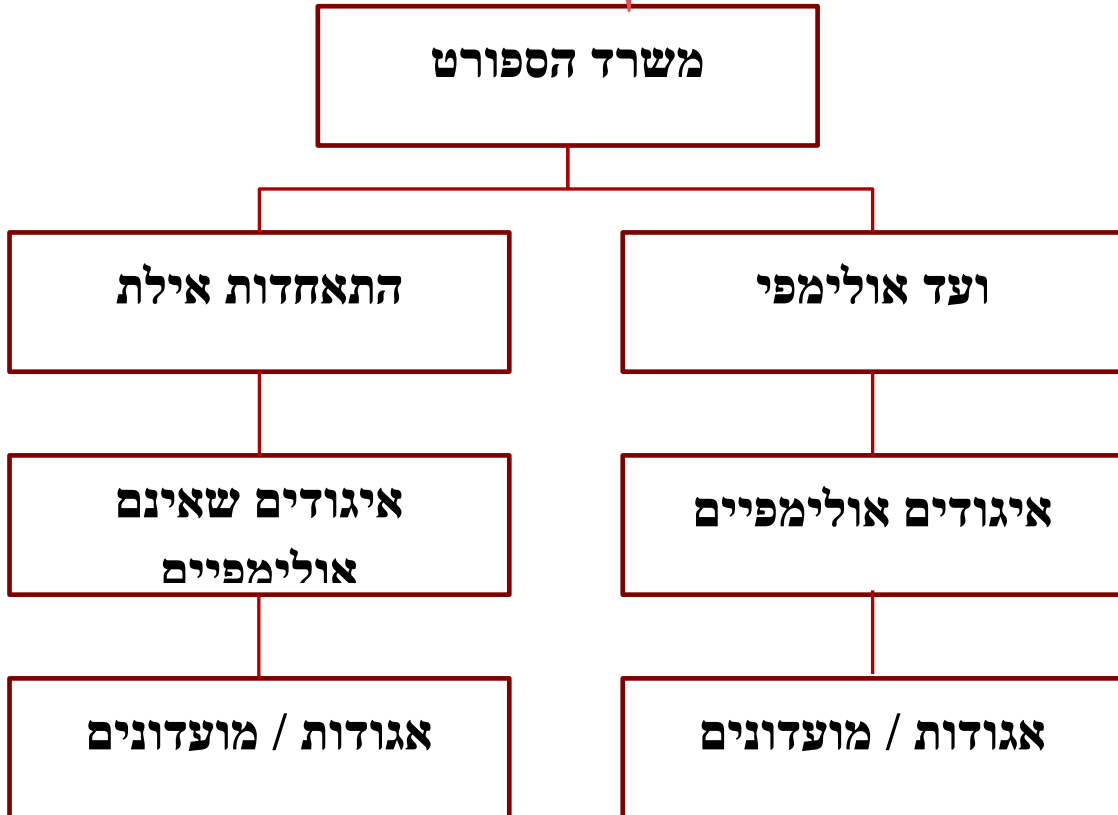 משרד הספורט
ועד אולימפי
התאחדות אילת
איגודים אולימפיים
איגודים שאינם
אולימפיים
אגודות / מועדונים
אגודות / מועדונים